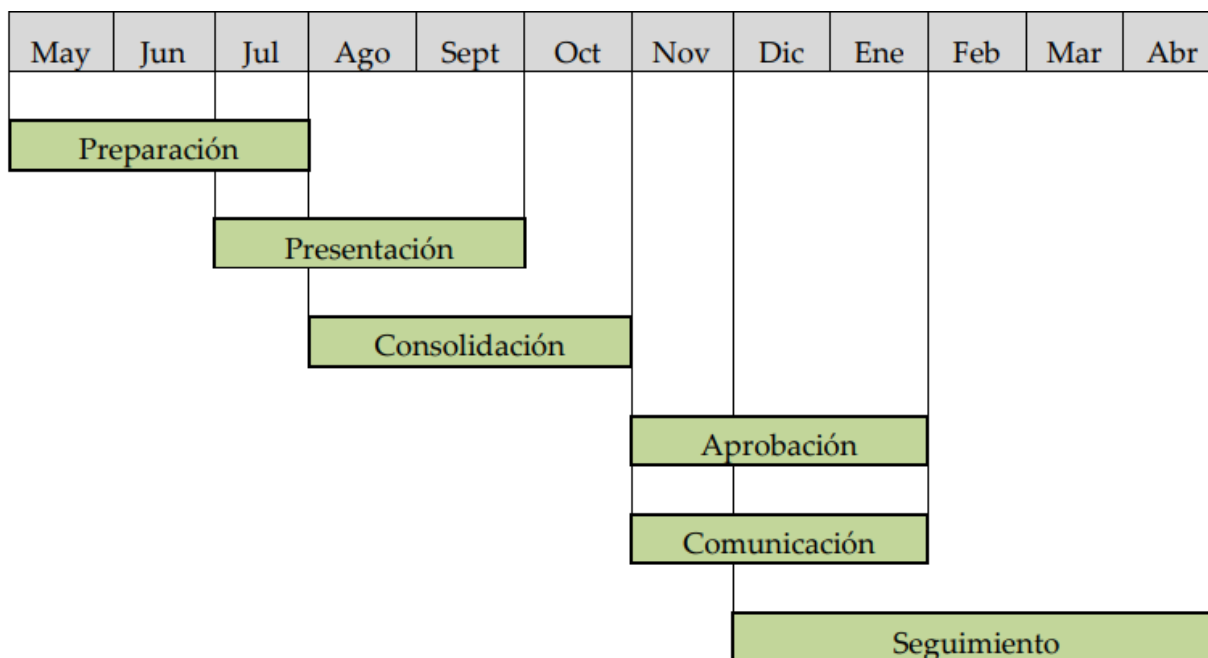 May Jun Jul Ago Sept Oct Nov Dic Ene Feb Mar Abr
Preparación
Presentación
Consolidación
Aprobación
Comunicación
Seguimiento